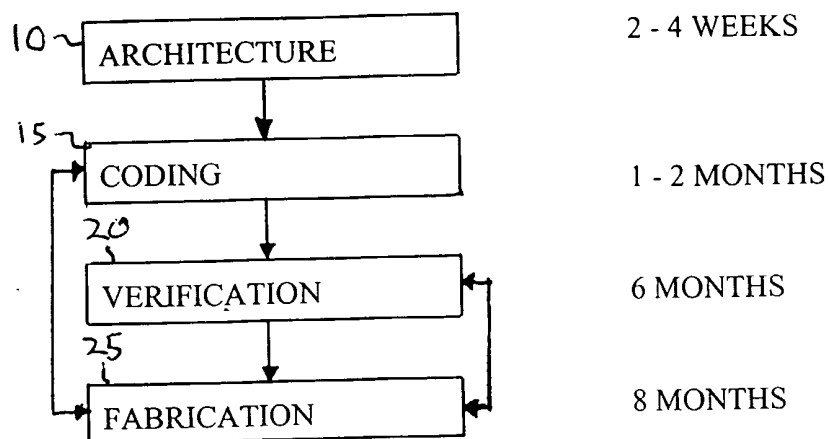 10 ARCHITECTURE 2 - 4 WEEKS
15
CODING 1 - 2 MONTHS
20
VERIFICATION 6 MONTHS
25
FABRICATION 8 MONTHS